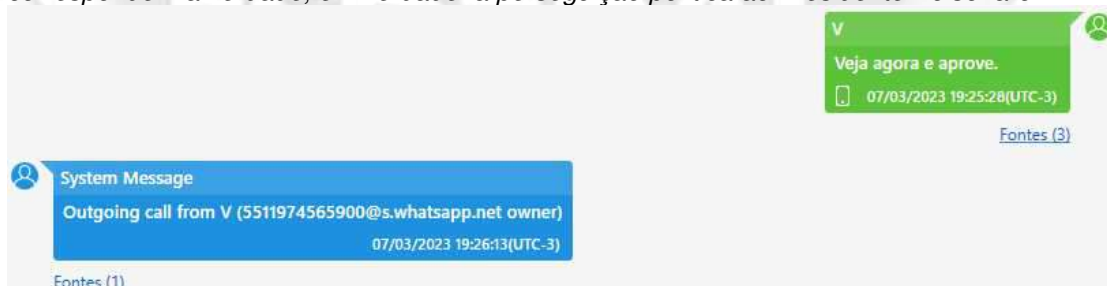 V
Veja agora e aprove.
07/03/2023 19:25:28(UTC-3)
Fontes (3)
System Message
Outgoing call from V (5511974565900@s.whatsapp.net owner)
07/03/2023 19:26:13(UTC-3)
Fontes (1)